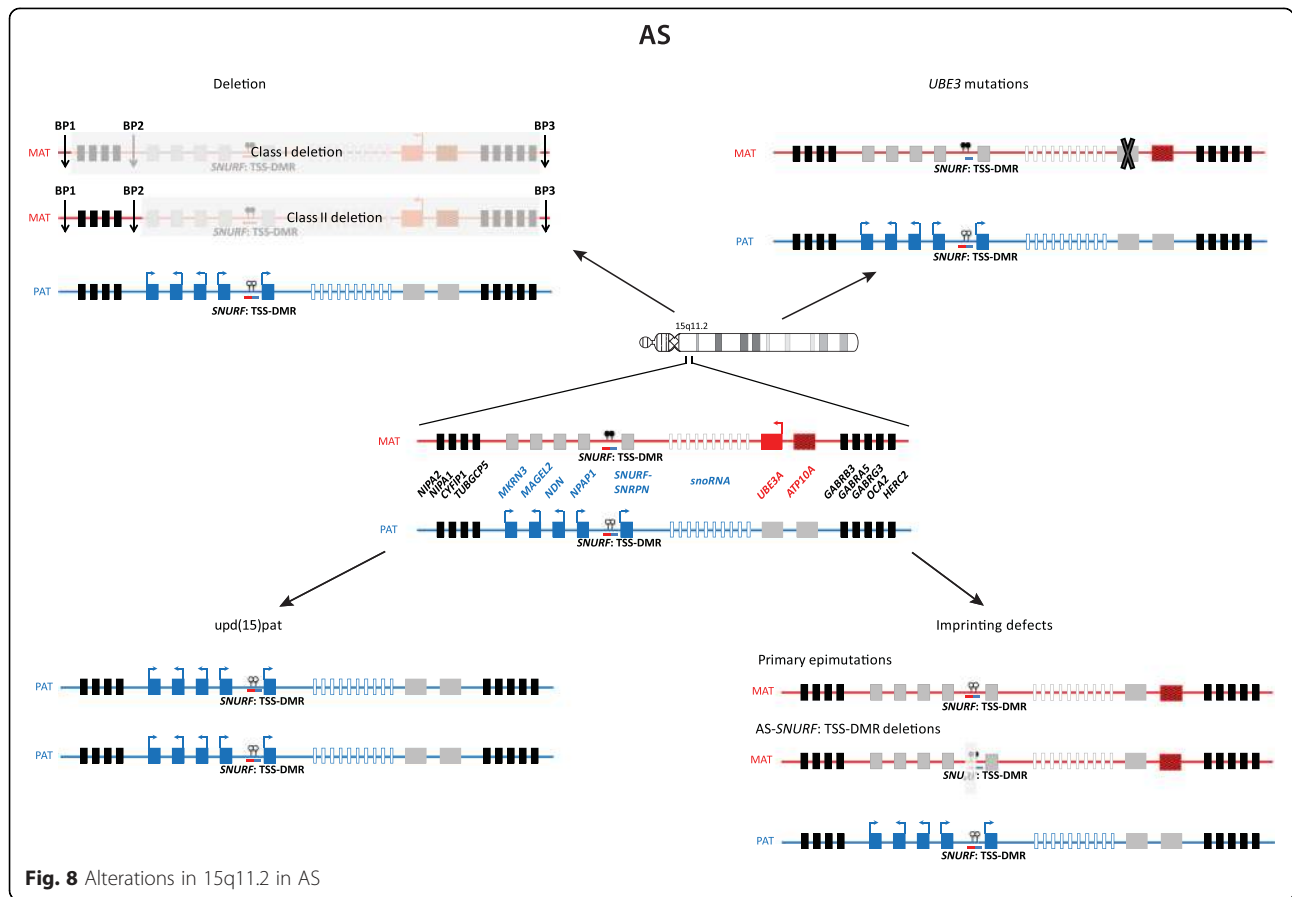 AS
Deletion
BP1 BP2 BP3
MAT Class I deletion
SNURF: TSS-DMR
BP1 BP2 BP3
MAT Class II deletion
SNURF: TSS-DMR
PAT
SNURF: TSS-DMR
UBE3 mutations
MAT
SNURF: TSS-DMR
PAT
SNURF: TSS-DMR
15q11.2
MAT
SNURF: TSS-DMR
NIPA2
NIPA1
CYFiP1
TUBGCP5
MKRN3
MAGEL2
NDN
NPAP1
SNURF-
SNRPN
snoRNA
UBE3A
ATP10A
GABRB3
GABRA5
GABRG3
OCA2
HERC2
PAT
SNURF: TSS-DMR
upd(15)pat
PAT
SNURF: TSS-DMR
PAT
SNURF: TSS-DMR
Imprinting defects
Primary epimutations
MAT
SNURF: TSS-DMR
AS-SNURF: TSS-DMR deletions
MAT
SNURF: TSS-DMR
PAT
SNURF: TSS-DMR
Fig. 8 Alterations in 15q11.2 in AS